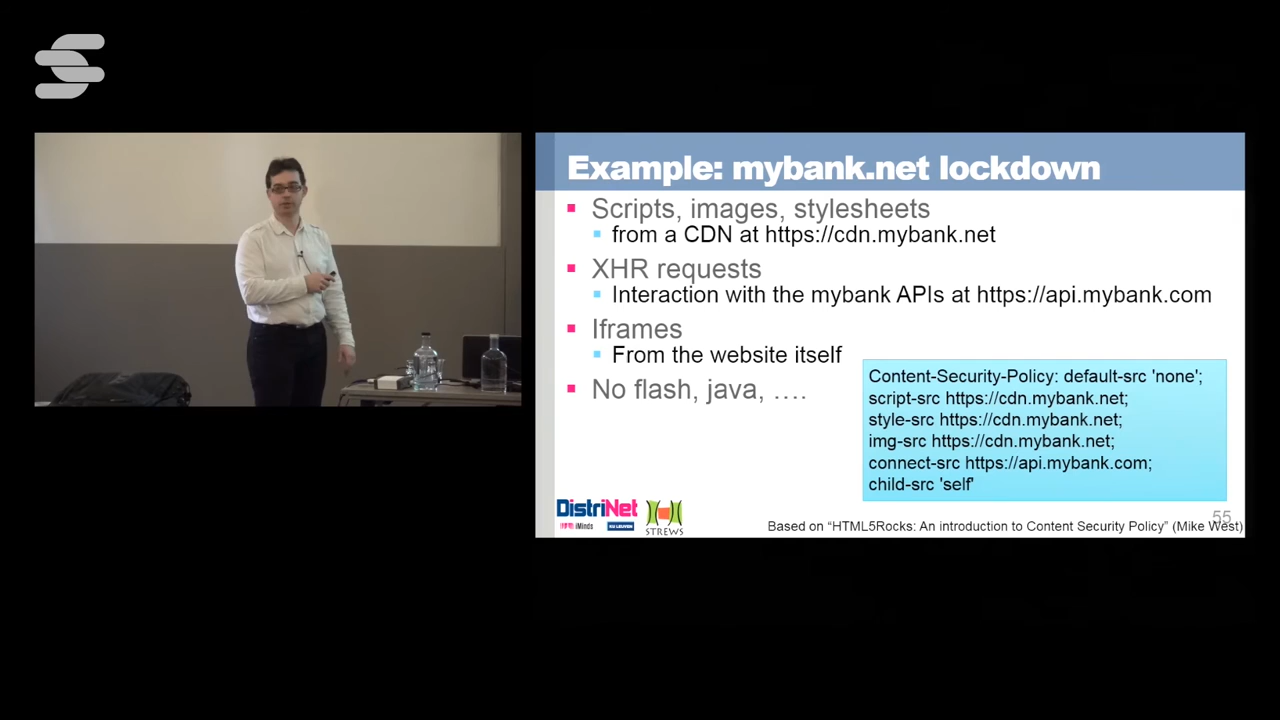 Example: mybank.net lockdown
Scripts, images, stylesheets
from a CDN at https://cdn.mybank.net
XHR requests
Interaction with the mybank APIs at https://api.mybank.com
Iframes
From the website itself
No flash, java, ….
Content-Security-Policy: default-src 'none';
script-src https://cdn.mybank.net;
style-src https://cdn.mybank.net;
img-src https://cdn.mybank.net;
connect-src https://api.mybank.com;
child-src 'self'
DistriNet
iMinds
KU LEUVEN
STREWS
55
Based on “HTML5Rocks: An introduction to Content Security Policy” (Mike West)